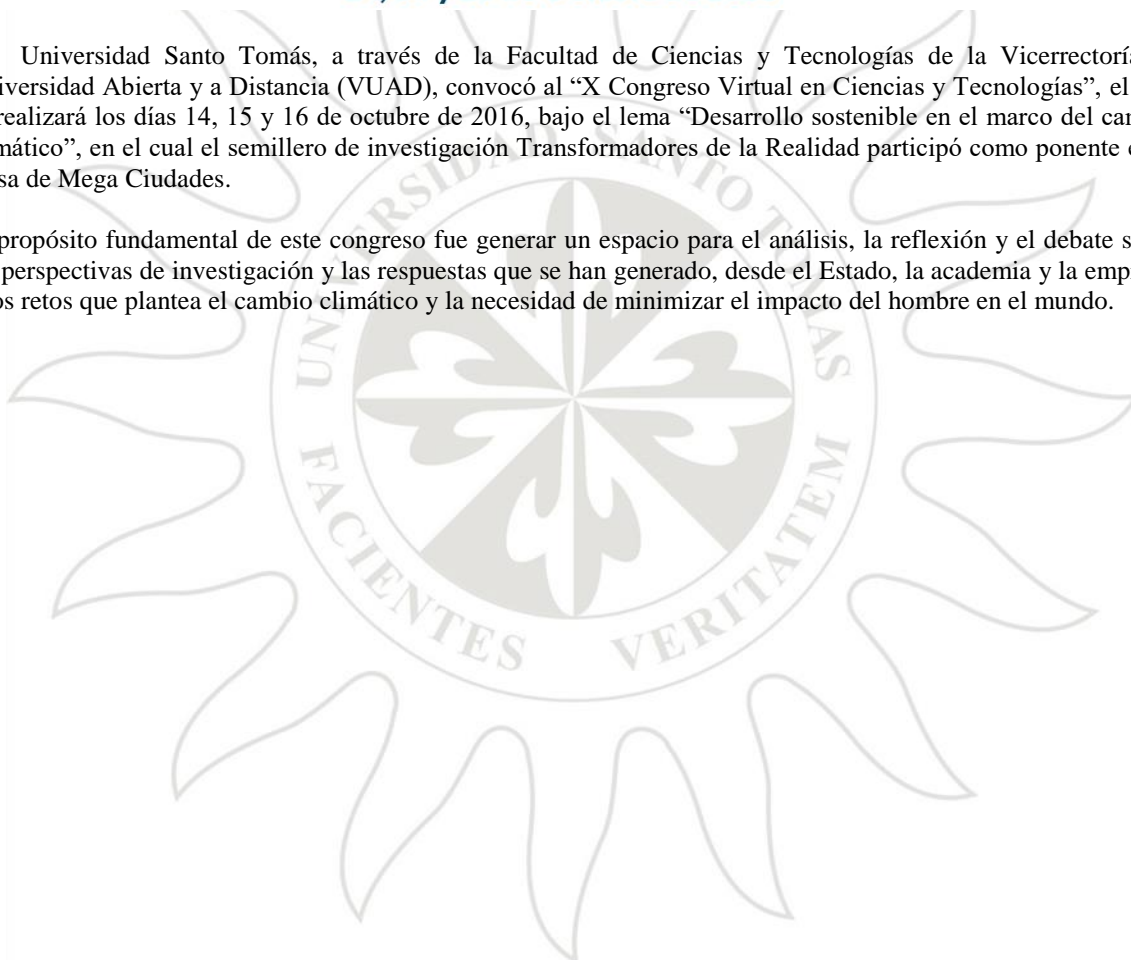 Universidad Santo Tomás, a través de la Facultad de Ciencias y Tecnologías de la Vicerrectoría
iversidad Abierta y a Distancia (VUAD), convocó al “X Congreso Virtual en Ciencias y Tecnologías”, el
realizará los días 14, 15 y 16 de octubre de 2016, bajo el lema “Desarrollo sostenible en el marco del ca
mático”, en el cual el semillero de investigación Transformadores de la Realidad participó como ponente
sa de Mega Ciudades.
propósito fundamental de este congreso fue generar un espacio para el análisis, la reflexión y el debate s
perspectivas de investigación y las respuestas que se han generado, desde el Estado, la academia y la emp
os retos que plantea el cambio climático y la necesidad de minimizar el impacto del hombre en el mundo.
UNIVERSIDAD SANTO TOMAS
FACIENTES VERITATEM